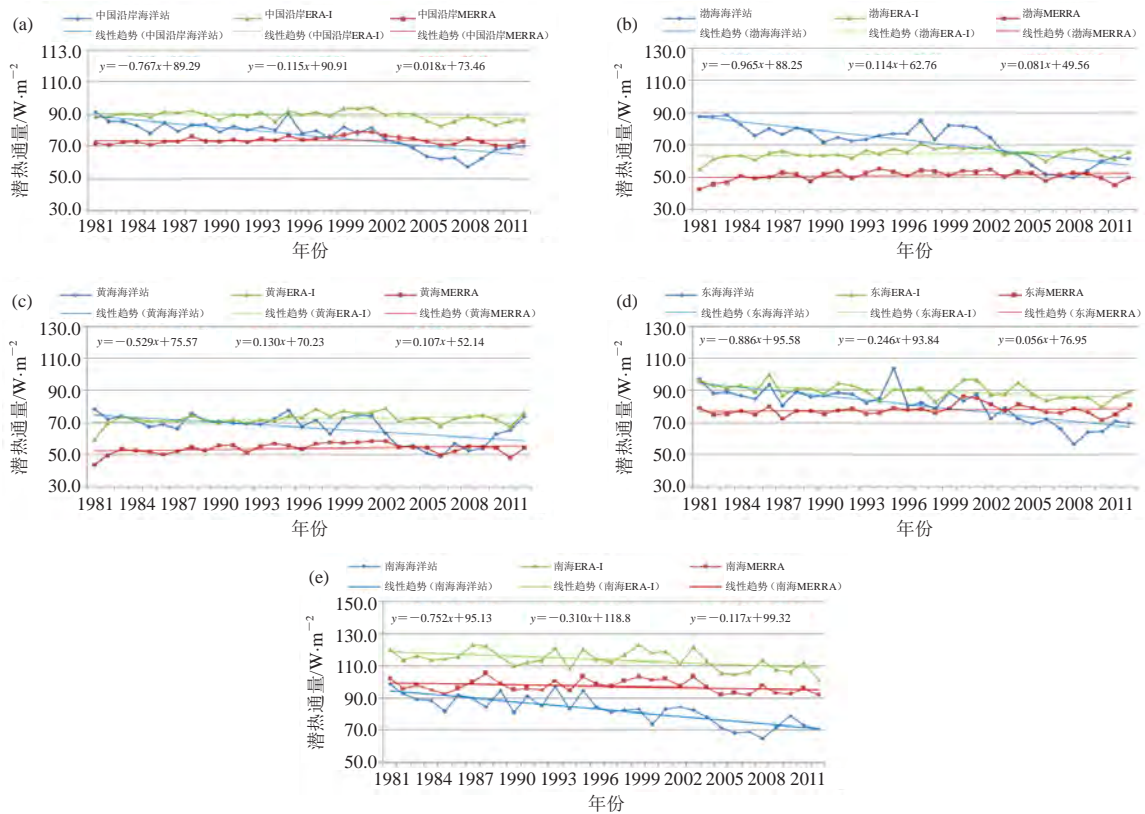 (a)
中国沿岸海洋站 中国沿岸ERA-I 中国沿岸MERRA
线性趋势(中国沿岸海洋站) 线性趋势(中国沿岸ERA-I) 线性趋势(中国沿岸MERRA)
y=−0.767x+89.29 y=−0.115x+90.91 y=0.018x+73.46
潜热通量/W·m−2
113.0
110.0
90.0
70.0
50.0
30.0
1981 1984 1987 1990 1993 1996 1999 2002 2005 2008 2011
年份
(b)
渤海海洋站 渤海ERA-I 渤海MERRA
线性趋势(渤海海洋站) 线性趋势(渤海ERA-I) 线性趋势(渤海MERRA)
y=−0.965x+88.25 y=0.114x+62.76 y=0.081x+49.56
潜热通量/W·m−2
130.0
110.0
90.0
70.0
50.0
30.0
1981 1984 1987 1990 1993 1996 1999 2002 2005 2008 2011
年份
(c)
黄海海洋站 黄海ERA-I 黄海MERRA
线性趋势(黄海海洋站) 线性趋势(黄海ERA-I) 线性趋势(黄海MERRA)
y=−0.529x+75.57 y=0.130x+70.23 y=0.107x+52.14
潜热通量/W·m−2
130.0
110.0
90.0
70.0
50.0
30.0
1981 1984 1987 1990 1993 1996 1999 2002 2005 2008 2011
年份
(d)
东海海洋站 东海ERA-I 东海MERRA
线性趋势(东海海洋站) 线性趋势(东海ERA-I) 线性趋势(东海MERRA)
y=−0.886x+95.58 y=−0.246x+93.84 y=0.056x+76.95
潜热通量/W·m−2
130.0
110.0
90.0
70.0
50.0
30.0
1981 1984 1987 1990 1993 1996 1999 2002 2005 2008 2011
年份
(e)
南海海洋站 南海ERA-I 南海MERRA
线性趋势(南海海洋站) 线性趋势(南海ERA-I) 线性趋势(南海MERRA)
y=−0.752x+95.13 y=−0.310x+118.8 y=−0.117x+99.32
潜热通量/W·m−2
150.0
130.0
110.0
90.0
70.0
50.0
1981 1984 1987 1990 1993 1996 1999 2002 2005 2008 2011
年份